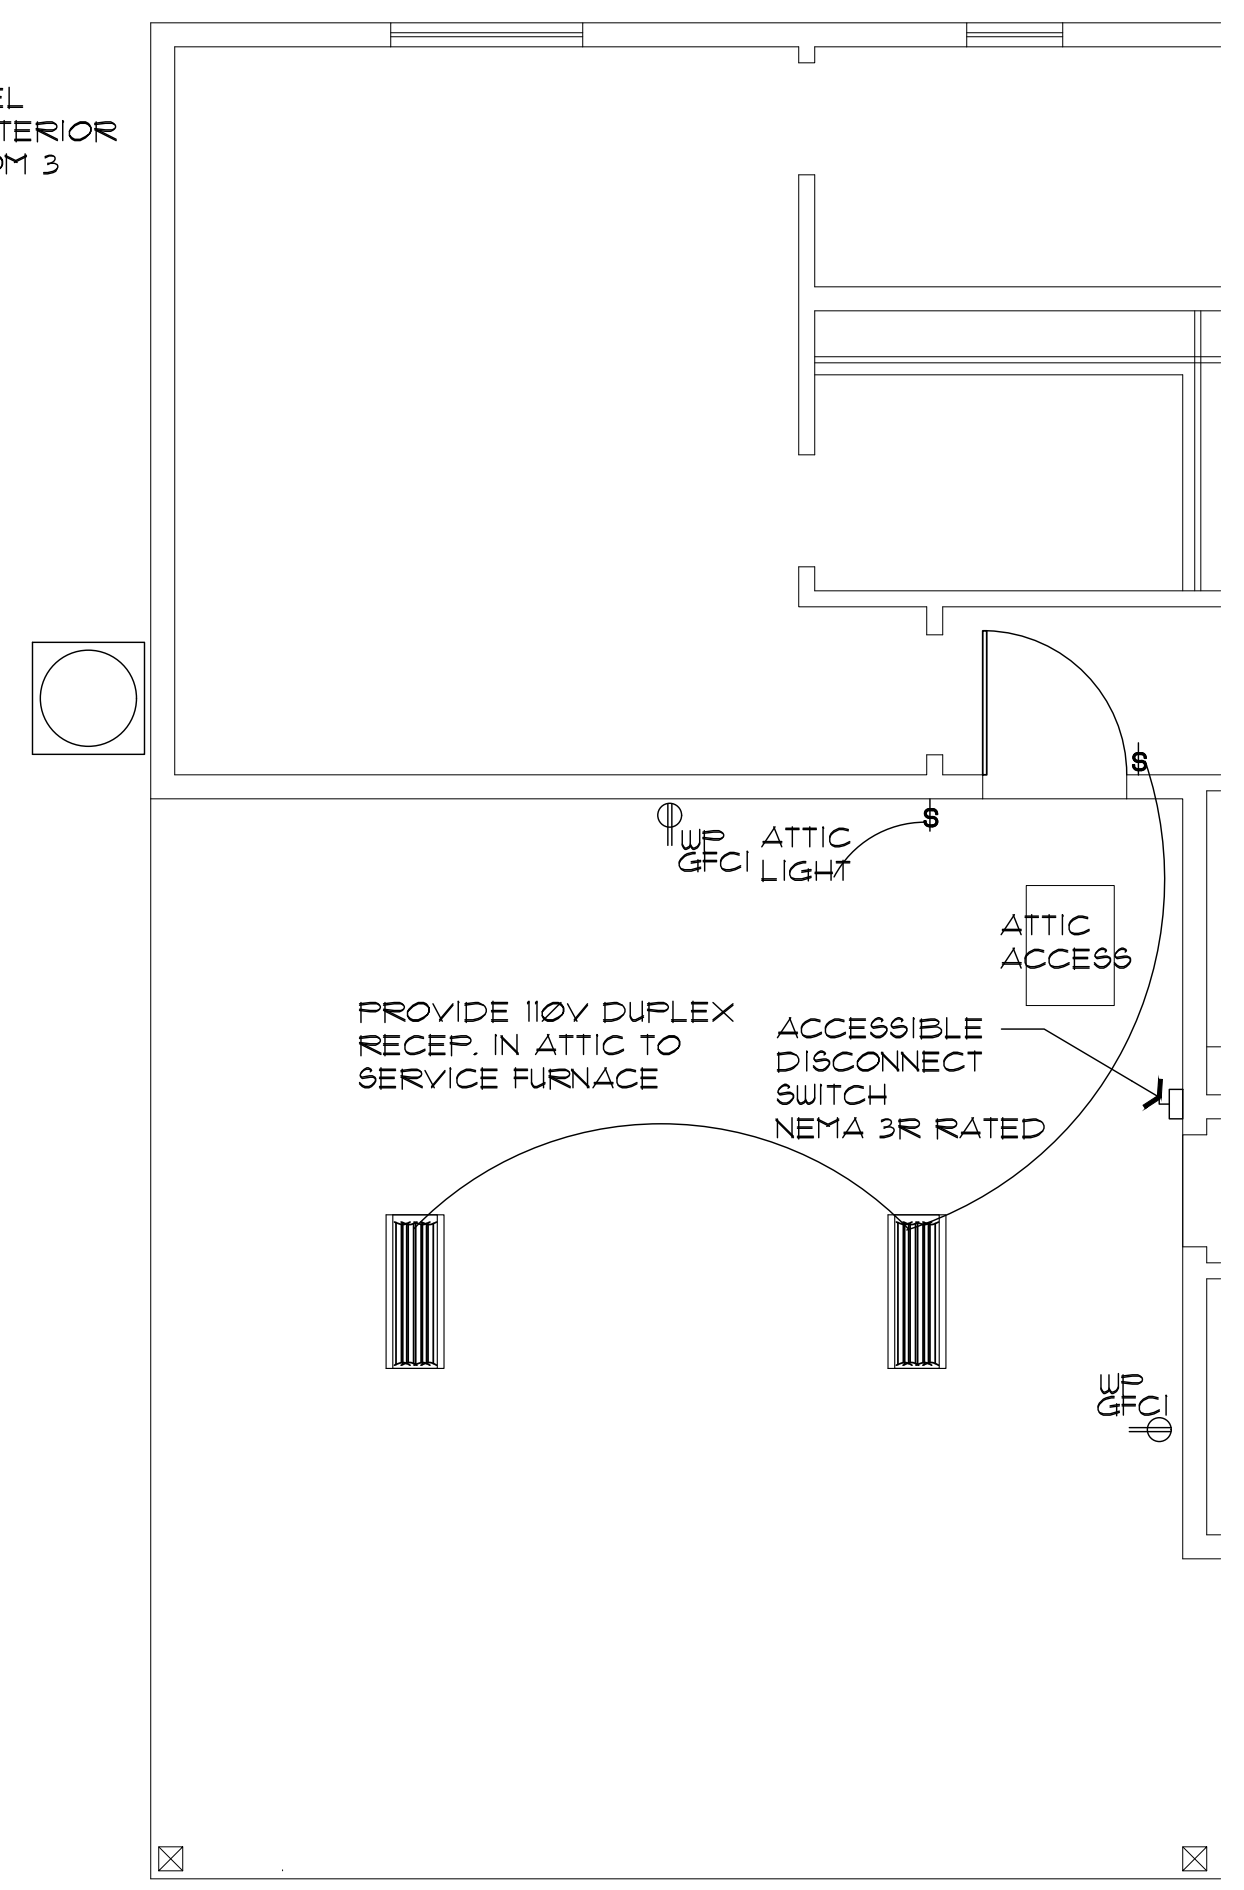 EL
TERIOR
OM 3
$
$
WP
GFCI
ATTIC
LIGHT
ATTIC
ACCESS
PROVIDE 110V DUPLEX
RECEP. IN ATTIC TO
SERVICE FURNACE
ACCESSIBLE
DISCONNECT
SWITCH
NEMA 3R RATED
WP
GFCI